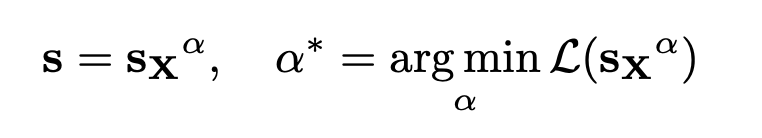 s = s_X^α, α* = arg min_α ℒ(s_X^α)